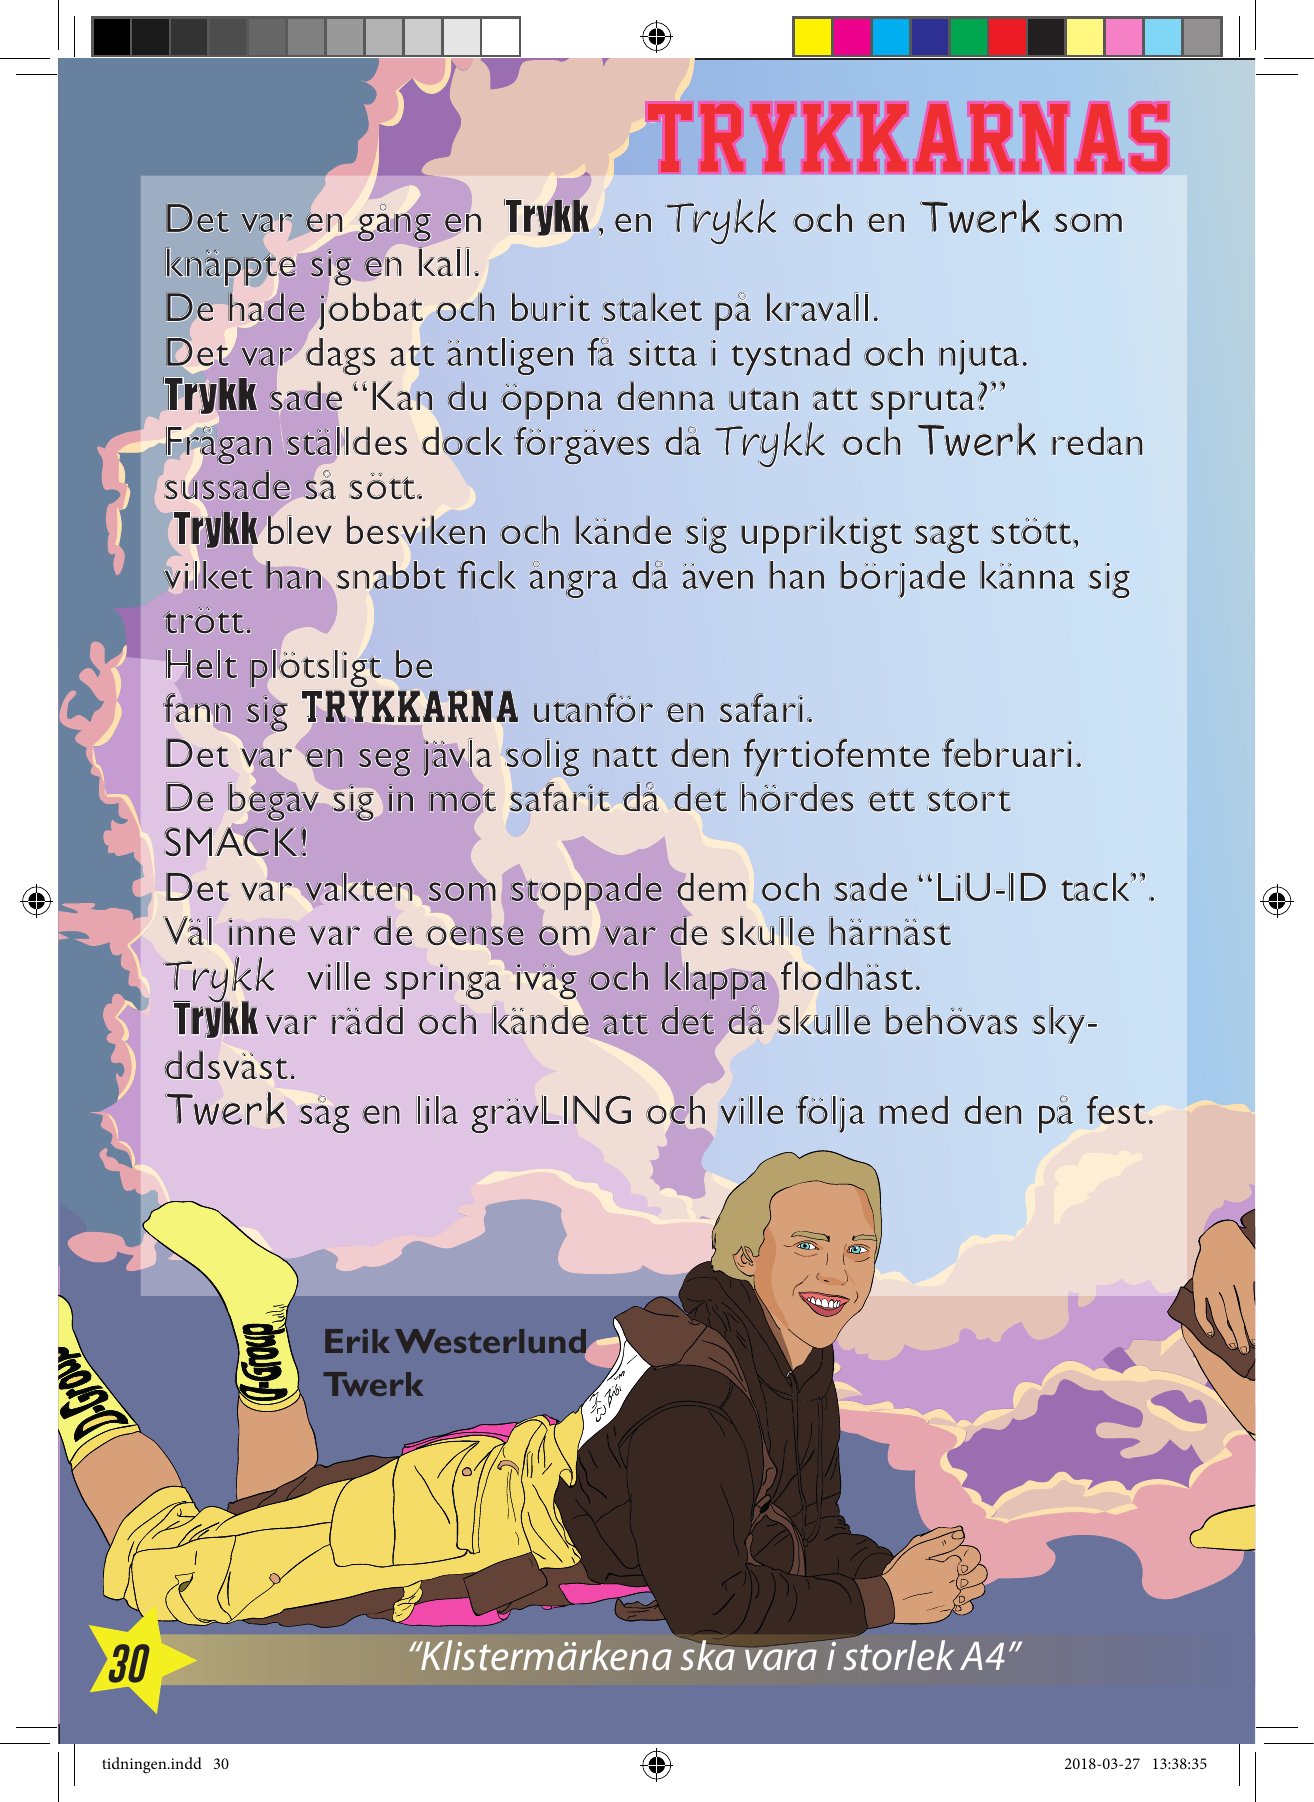 TRYKKARNAS
Det var en gång en Trykk, en Trykk och en Twerk som
knäppte sig en kall.
De hade jobbat och burit staket på kravall.
Det var dags att äntligen få sitta i tystnad och njuta.
Trykk sade “Kan du öppna denna utan att spruta?”
Frågan ställdes dock förgäves då Trykk och Twerk redan
sussade så sött.
Trykk blev besviken och kände sig uppriktigt sagt stött,
vilket han snabbt fick ångra då även han började känna sig
trött.
Helt plötsligt be
fann sig TRYKKARNA utanför en safari.
Det var en seg jävla solig natt den fyrtiofemte februari.
De begav sig in mot safarit då det hördes ett stort
SMACK!
Det var vakten som stoppade dem och sade “LiU-ID tack”.
Väl inne var de oense om var de skulle härnäst
Trykk ville springa iväg och klappa flodhäst.
Trykk var rädd och kände att det då skulle behövas sky-
ddsväst.
Twerk såg en lila grävLING och ville följa med den på fest.
D-Group
D-Group
Erik Westerlund
Twerk
30
“Klistermärkena ska vara i storlek A4”
tidningen.indd 30
2018-03-27 13:38:35